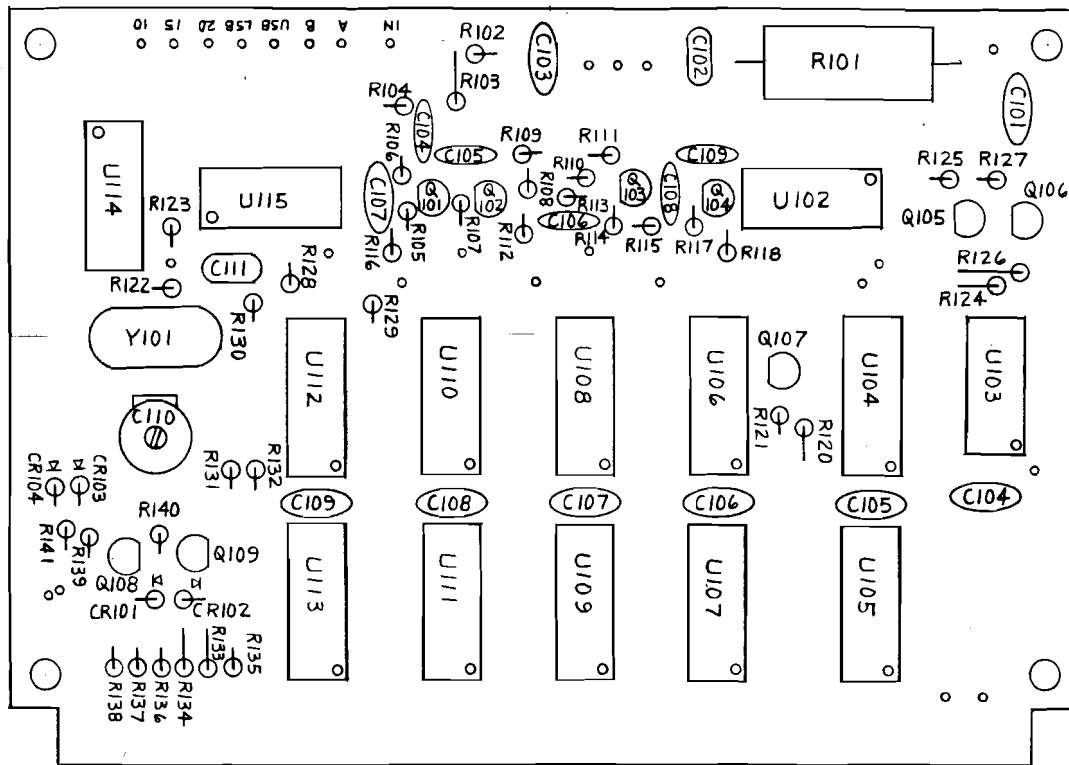 10 15 20 LSB USB B A IN
R102
C103
C102
R101
C101
R103
R104
C104
U114
R106
C105
R109
R111
C109
R110
R125 R127
U115
C107
Q101
Q102
R108
Q103
C108
Q104
U102
Q105
Q106
R123
R105
R107
C106
R113
R116
R112
R114
R115
R117
R118
C111
R128
R126
R122
R124
R130
R129
Y101
U112
U110
U108
U106
Q107
U104
U103
C110
R121
R120
CR104
CR103
R131
R132
C109
C108
C107
C106
C105
C104
R140
R141
R139
Q108
Q109
U113
U111
U109
U107
U105
CR101
CR102
R133
R135
R138
R137
R136
R134